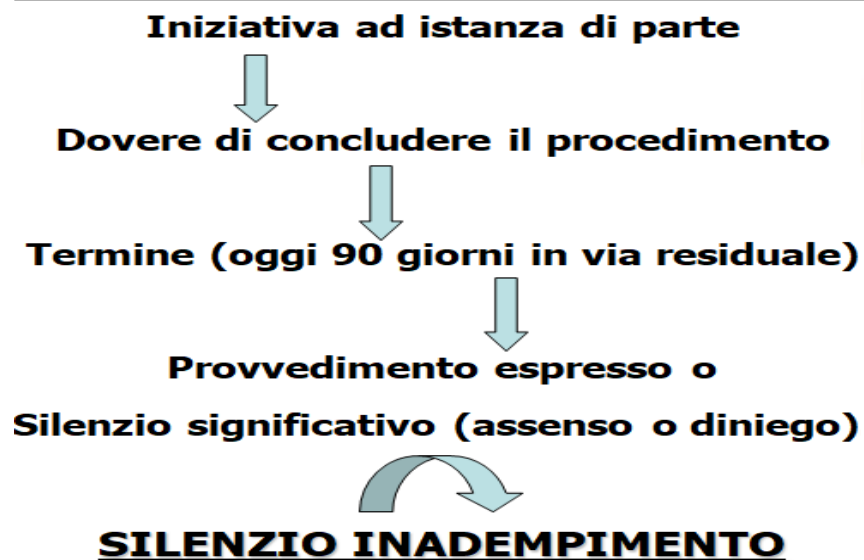 Iniziativa ad istanza di parte
Dovere di concludere il procedimento
Termine (oggi 90 giorni in via residuale)
Provvedimento espresso o
Silenzio significativo (assenso o diniego)
SILENZIO INADEMPIMENTO